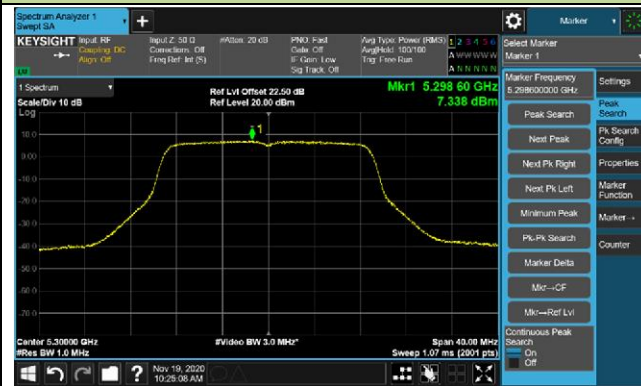 Spectrum Analyzer 1
Swept SA
Marker
KEYSIGHT
Input: RF
Coupling: DC
Align: Off
Input Z: 50 Ω
Corrections: Off
Freq Ref: Int (S)
#Atten: 20 dB
PNO: Fast
Gate: Off
IF Gain: Low
Sig Track: Off
Avg Type: Power (RMS)
Avg|Hold: 100/100
Trig: Free Run
1 2 3 4 5 6
A W W W W W
A N N N N N
Select Marker
Marker 1
LXI
1 Spectrum
Scale/Div 10 dB
Log
Ref Lvl Offset 22.50 dB
Ref Level 20.00 dBm
Mkr1 5.298 60 GHz
7.338 dBm
Marker Frequency
5.298600000 GHz
Settings
Peak Search
Peak
Search
Next Peak
Pk Search
Config
Next Pk Right
Properties
Next Pk Left
Marker
Function
Minimum Peak
Marker→
Pk-Pk Search
Counter
Marker Delta
Mkr→CF
Mkr→Ref Lvl
Continuous Peak
Search
On
Off
1
10.0
0.00
-10.0
-20.0
-30.0
-40.0
-50.0
-60.0
-70.0
Center 5.30000 GHz
#Res BW 1.0 MHz
#Video BW 3.0 MHz*
Span 40.00 MHz
Sweep 1.07 ms (2001 pts)
?
Nov 19, 2020
10:25:08 AM